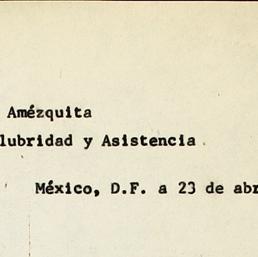 Amézquita
lubridad y Asistencia.
México, D.F. a 23 de abr